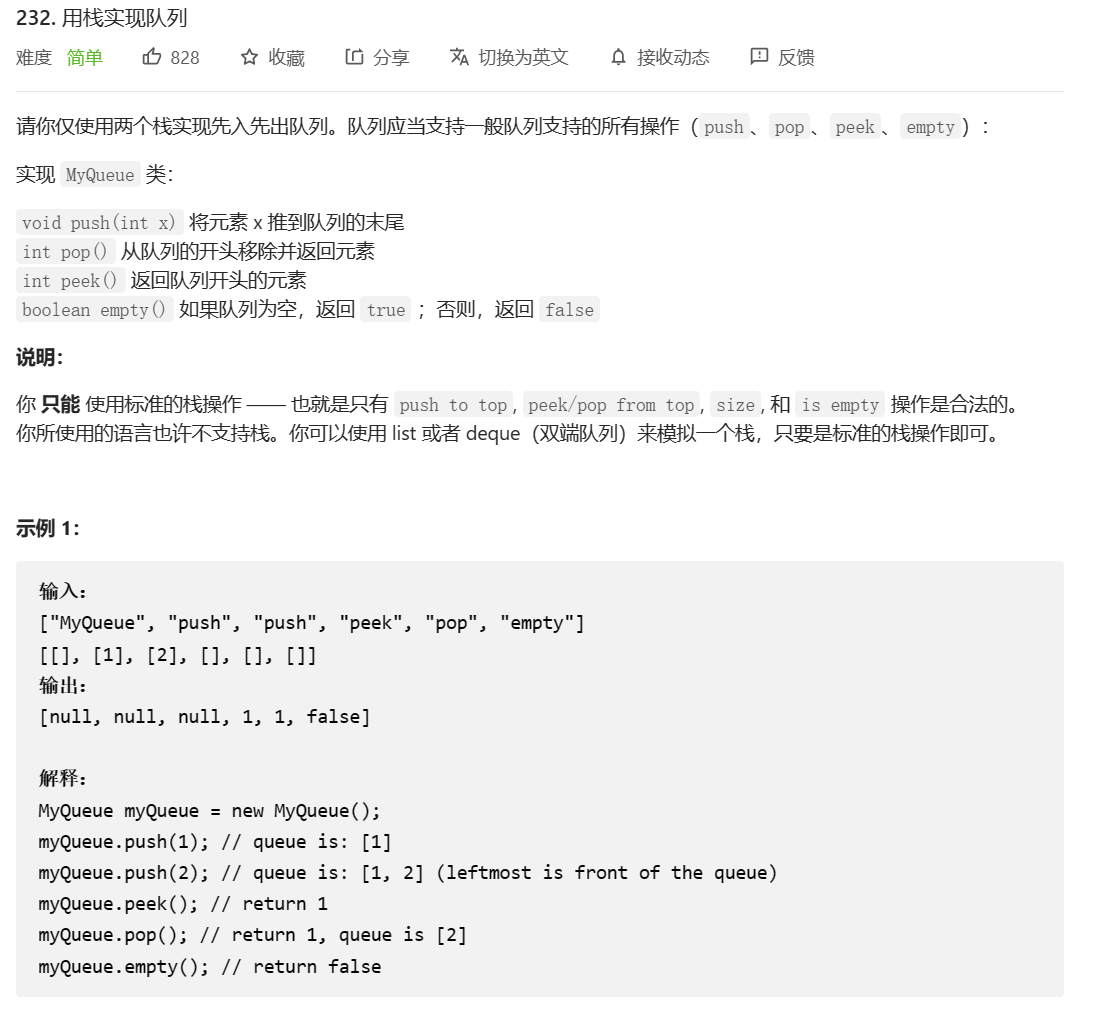 232. 用栈实现队列
难度 简单 828 收藏 分享 切换为英文 接收动态 反馈
请你仅使用两个栈实现先入先出队列。队列应当支持一般队列支持的所有操作（push、pop、peek、empty）：
实现 MyQueue 类：
void push(int x) 将元素 x 推到队列的末尾
int pop() 从队列的开头移除并返回元素
int peek() 返回队列开头的元素
boolean empty() 如果队列为空，返回 true ；否则，返回 false
说明：
你 只能 使用标准的栈操作 —— 也就是只有 push to top, peek/pop from top, size, 和 is empty 操作是合法的。
你所使用的语言也许不支持栈。你可以使用 list 或者 deque（双端队列）来模拟一个栈，只要是标准的栈操作即可。
示例 1：
输入：
["MyQueue", "push", "push", "peek", "pop", "empty"]
[[], [1], [2], [], [], []]
输出：
[null, null, null, 1, 1, false]
解释：
MyQueue myQueue = new MyQueue();
myQueue.push(1); // queue is: [1]
myQueue.push(2); // queue is: [1, 2] (leftmost is front of the queue)
myQueue.peek(); // return 1
myQueue.pop(); // return 1, queue is [2]
myQueue.empty(); // return false